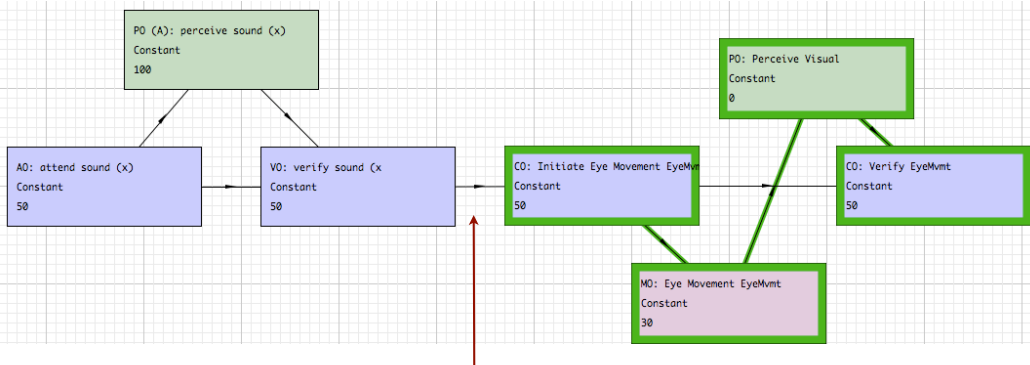 PO (A): perceive sound (x)
Constant
100
PO: Perceive Visual
Constant
0
AO: attend sound (x)
Constant
50
VO: verify sound (x
Constant
50
CO: Initiate Eye Movement EyeMvm
Constant
50
CO: Verify EyeMvmt
Constant
50
MO: Eye Movement EyeMvmt
Constant
30